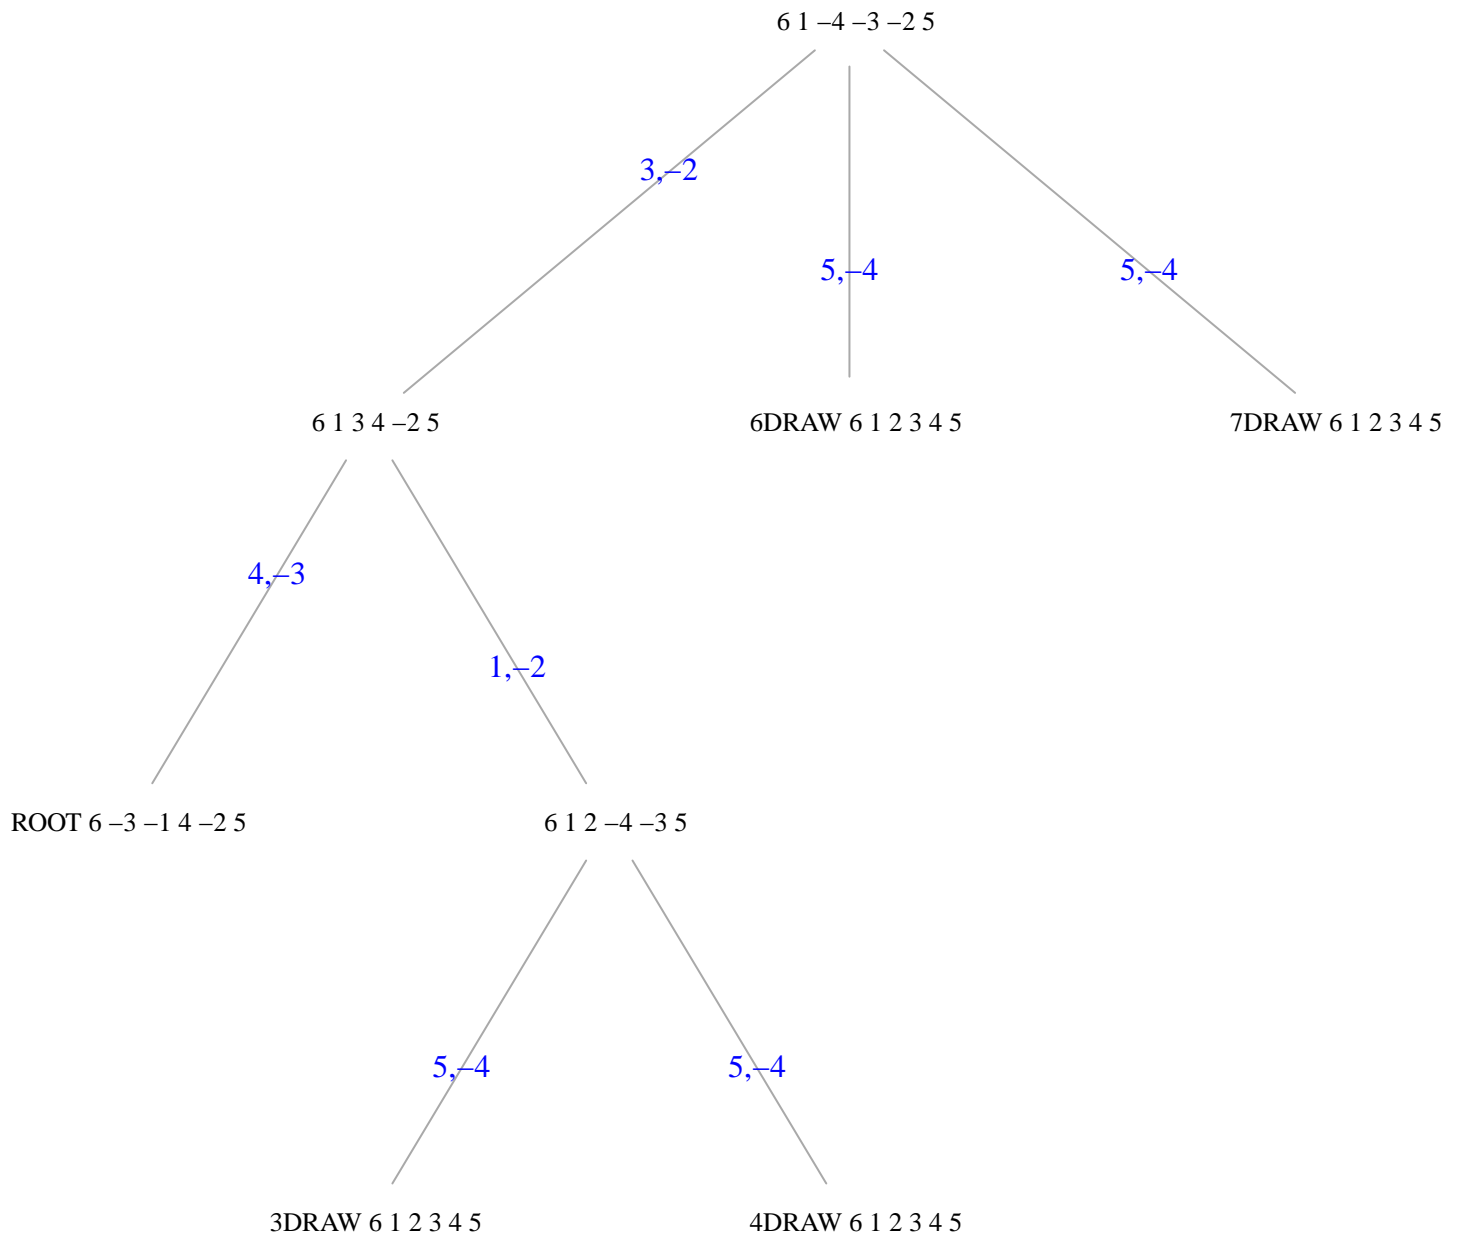 6 1 –4 –3 –2 5
3,–2
5,–4
5,–4
6 1 3 4 –2 5
6DRAW 6 1 2 3 4 5
7DRAW 6 1 2 3 4 5
4,–3
1,–2
ROOT 6 –3 –1 4 –2 5
6 1 2 –4 –3 5
5,–4
5,–4
3DRAW 6 1 2 3 4 5
4DRAW 6 1 2 3 4 5